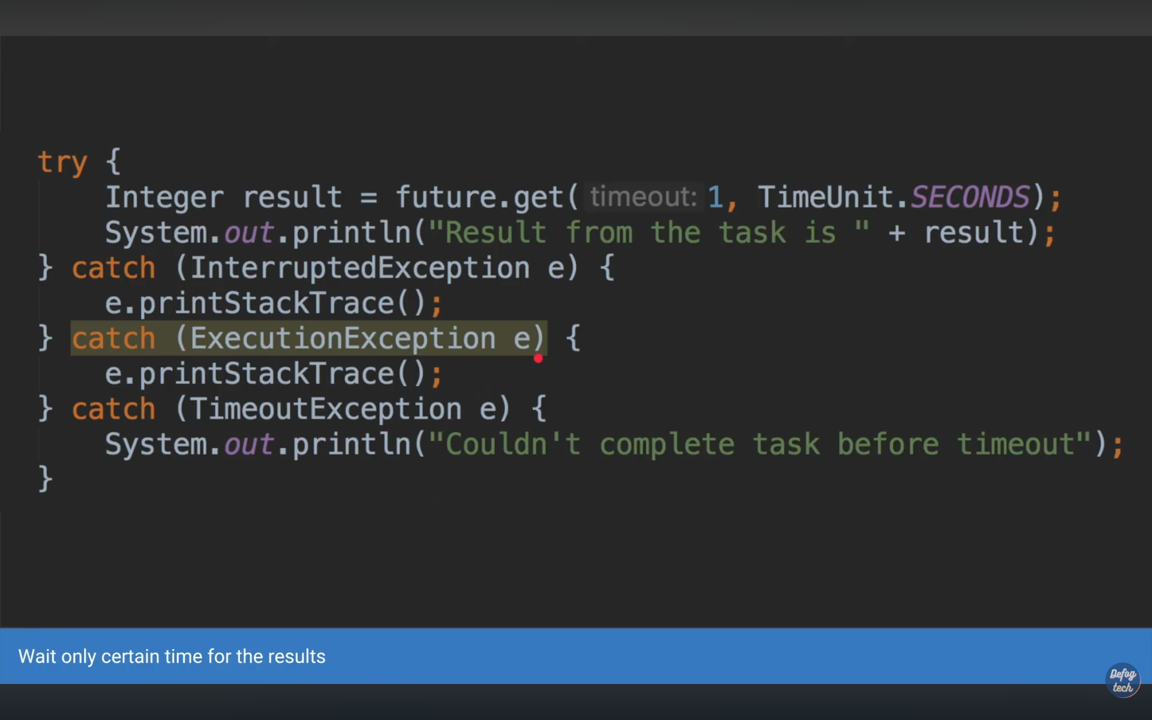 try {
    Integer result = future.get( timeout: 1, TimeUnit.SECONDS);
    System.out.println("Result from the task is " + result);
} catch (InterruptedException e) {
    e.printStackTrace();
} catch (ExecutionException e) {
    e.printStackTrace();
} catch (TimeoutException e) {
    System.out.println("Couldn't complete task before timeout");
}
Wait only certain time for the results
Defog
tech